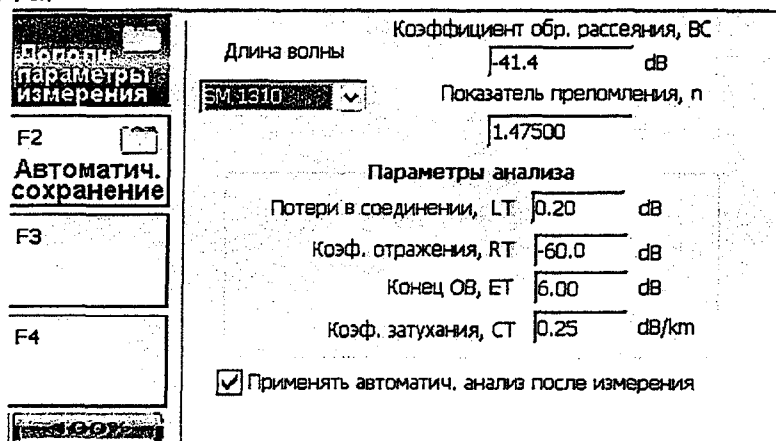 Дополн.
параметры
измерения
F2
Автоматич.
сохранение
F3
F4
Длина волны
SM 1310
Коэффициент обр. рассеяния, BC
-41.4 dB
Показатель преломления, n
1.47500
Параметры анализа
Потери в соединении, LT 0.20 dB
Коэф. отражения, RT -60.0 dB
Конец ОВ, ET 6.00 dB
Коэф. затухания, CT 0.25 dB/km
Применять автоматич. анализ после измерения